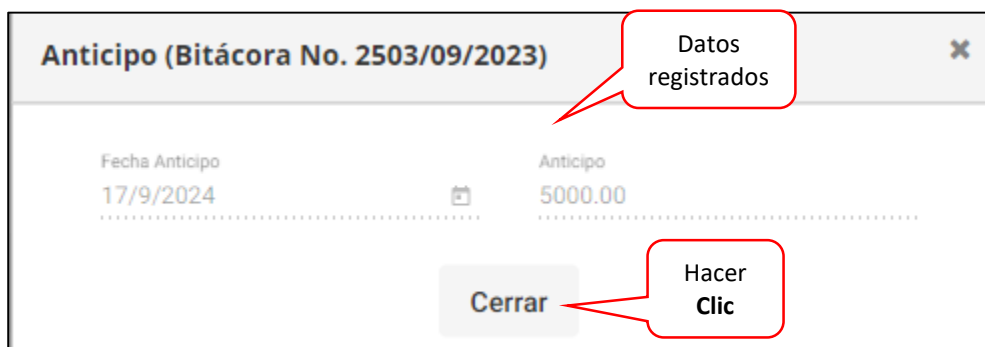 Anticipo (Bitácora No. 2503/09/2023)
Datos
registrados
Fecha Anticipo
Anticipo
17/9/2024
5000.00
Cerrar
Hacer
Clic